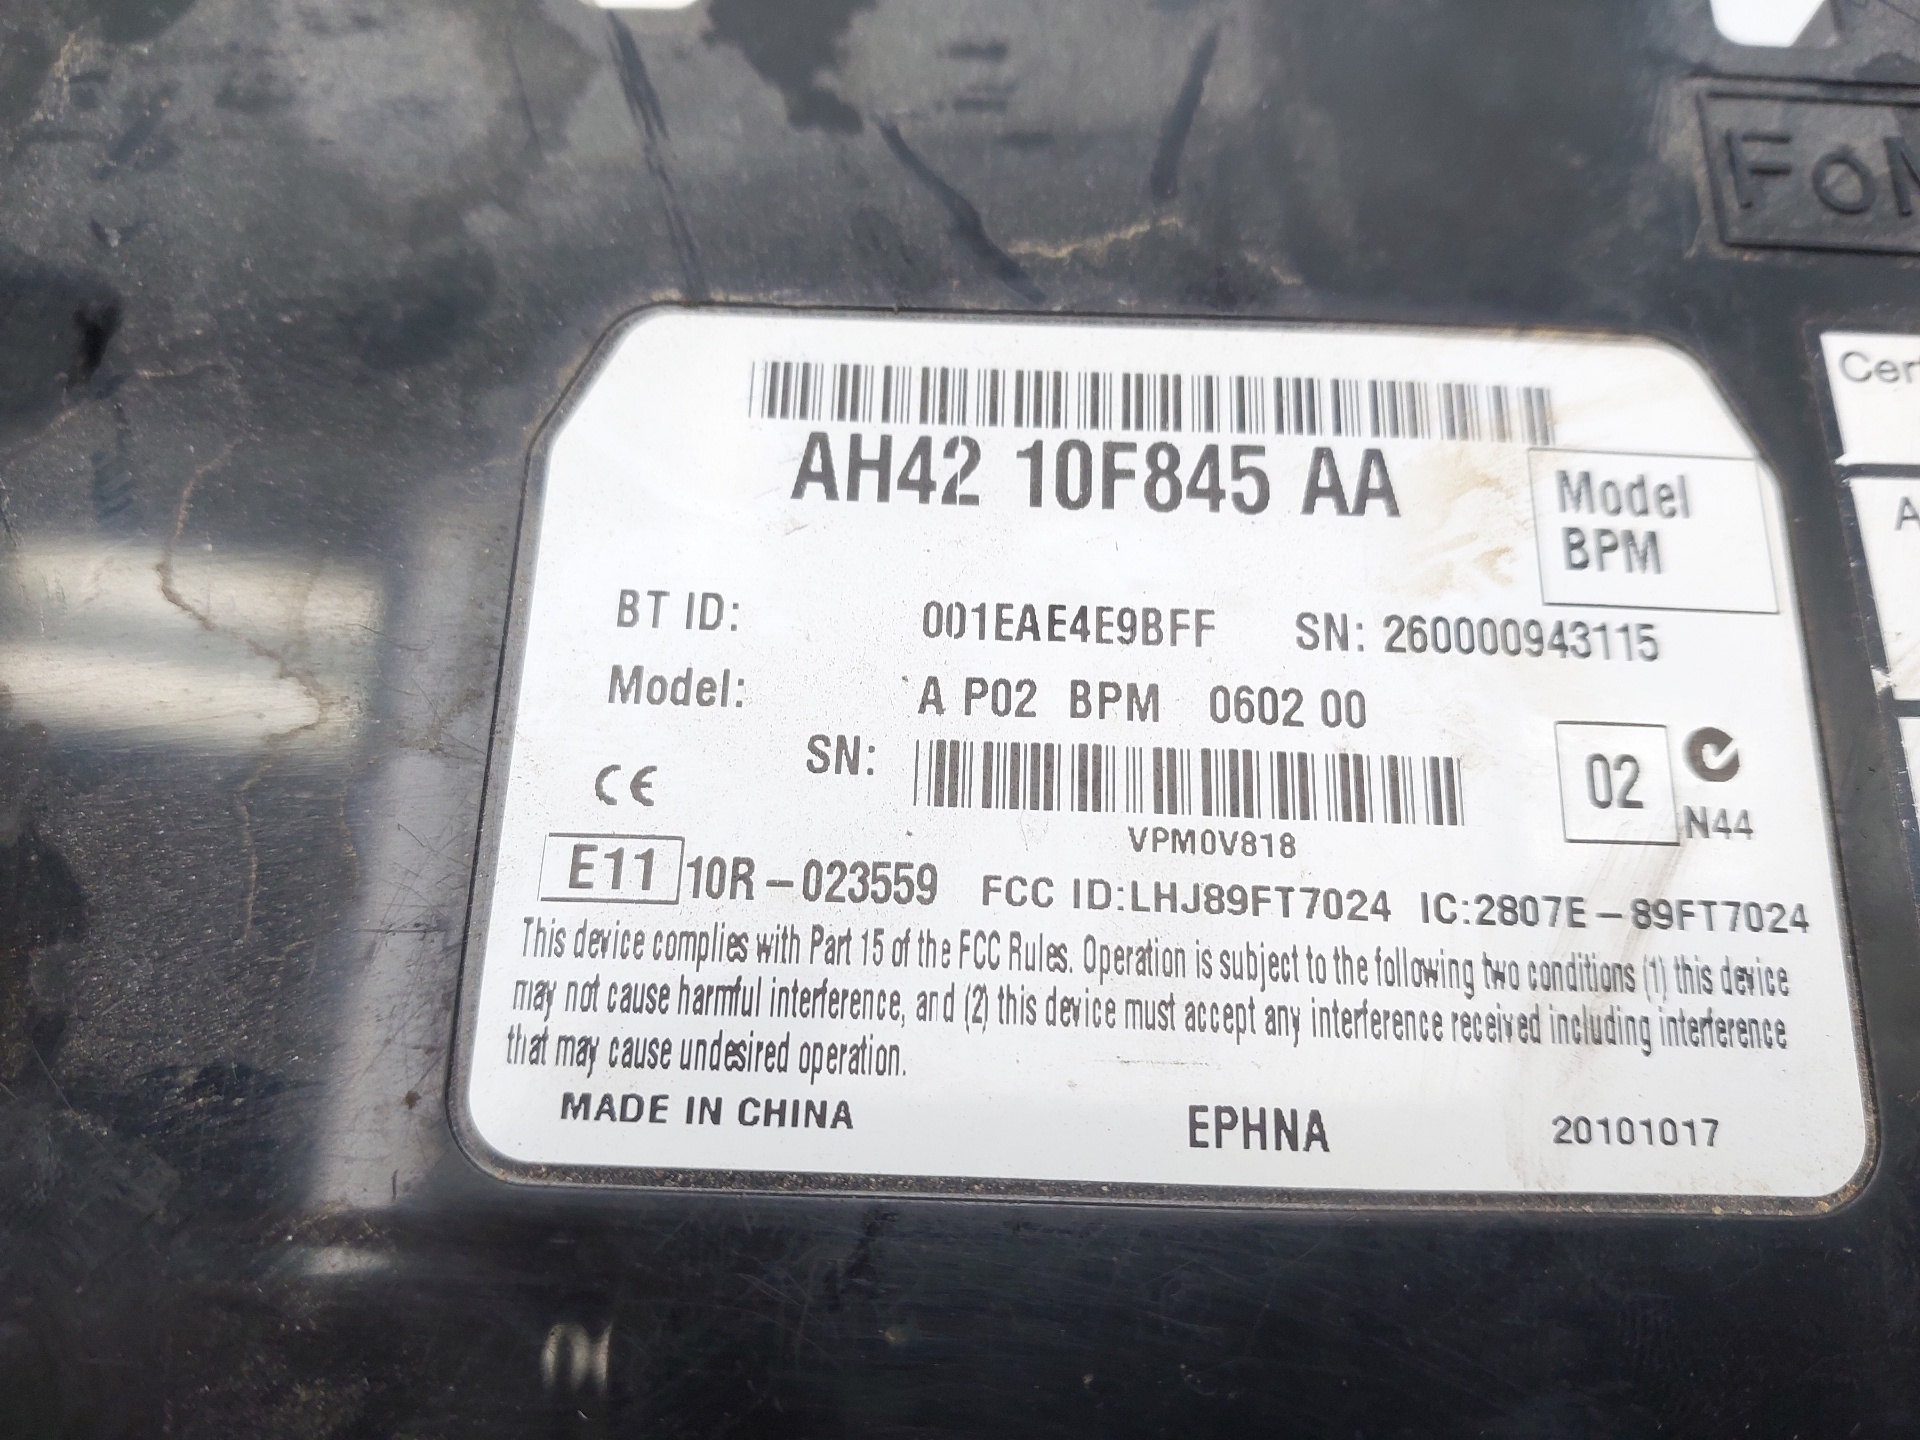 FoM
Cer
AH42 10F845 AA
Model
BPM
A
BT ID: 001EAE4E9BFF SN: 260000943115
Model: A P02 BPM 0602 00
SN:
CE
02
N44
VPM0V818
E11 10R-023559 FCC ID:LHJ89FT7024 IC:2807E-89FT7024
This device complies with Part 15 of the FCC Rules. Operation is subject to the following two conditions (1) this device
may not cause harmful interference, and (2) this device must accept any interference received including interference
that may cause undesired operation.
MADE IN CHINA EPHNA 20101017